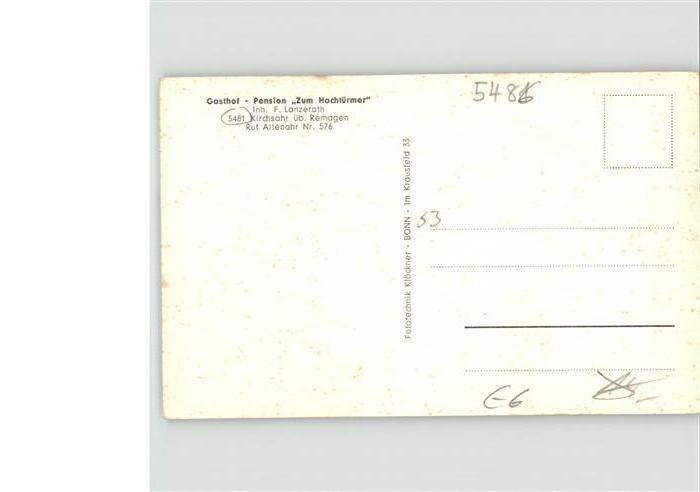 Gasthof - Pension „Zum Hochtürmer"
Inh. F. Lanzerath
5481 Kirchsahr üb. Remagen
Ruf Altenahr Nr. 576
Fototechnik Klöckner - BONN - Im Krausfeld 33
53
E6